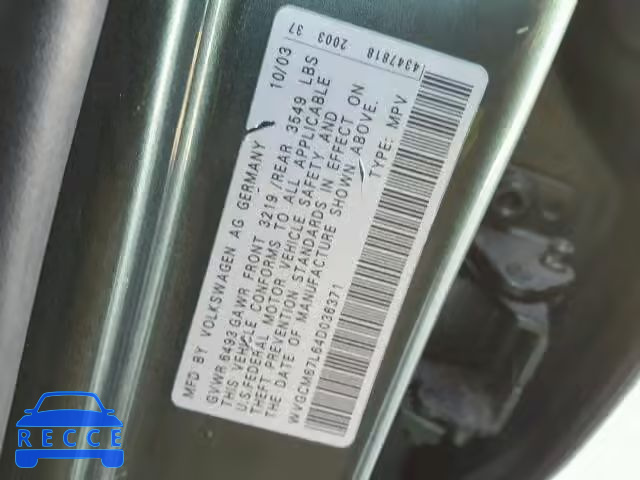 MFD BY VOLKSWAGEN AG GERMANY 10/03
GVWR 6493 GAWR FRONT 3219 /REAR 3549 LBS
THIS VEHICLE CONFORMS TO ALL APPLICABLE
U.S.FEDERAL MOTOR VEHICLE SAFETY AND
THEFT PREVENTION STANDARDS IN EFFECT ON
THE DATE OF MANUFACTURE SHOWN ABOVE.
WVGCM67L64D036371 TYPE: MPV
4347818 2003 37
RECCE